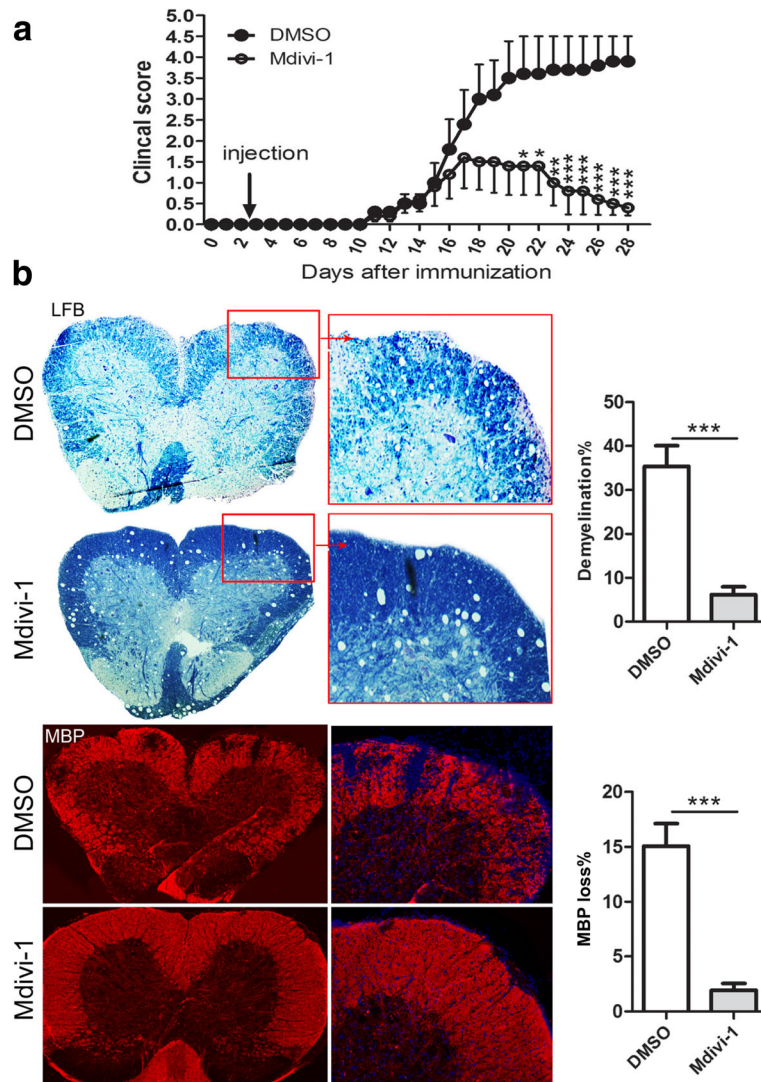 a
DMSO
Mdivi-1
Clincal score
5.0
4.5
4.0
3.5
3.0
2.5
2.0
1.5
1.0
0.5
0.0
injection
* * ** *** *** *** *** ***
0 2 4 6 8 10 12 14 16 18 20 22 24 26 28
Days after immunization
b
LFB
DMSO
Mdivi-1
Demyelination%
50
40
30
20
10
0
***
DMSO
Mdivi-1
MBP
DMSO
Mdivi-1
MBP loss%
20
15
10
5
0
***
DMSO
Mdivi-1